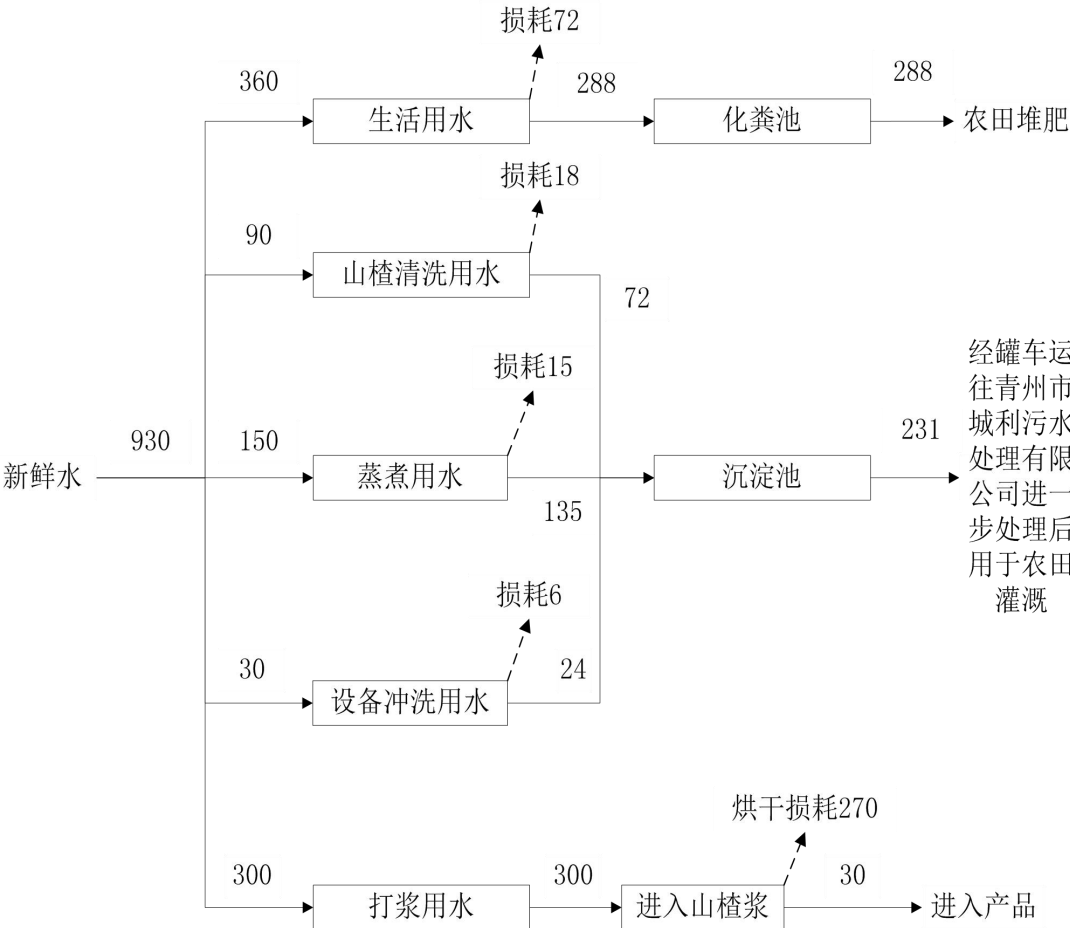 损耗72
360
288
288
生活用水
化粪池
农田堆肥
损耗18
90
山楂清洗用水
72
损耗15
930
150
231
新鲜水
蒸煮用水
沉淀池
135
经罐车运
往青州市
城利污水
处理有限
公司进一
步处理后
用于农田
灌溉
损耗6
30
24
设备冲洗用水
烘干损耗270
300
300
30
打浆用水
进入山楂浆
进入产品